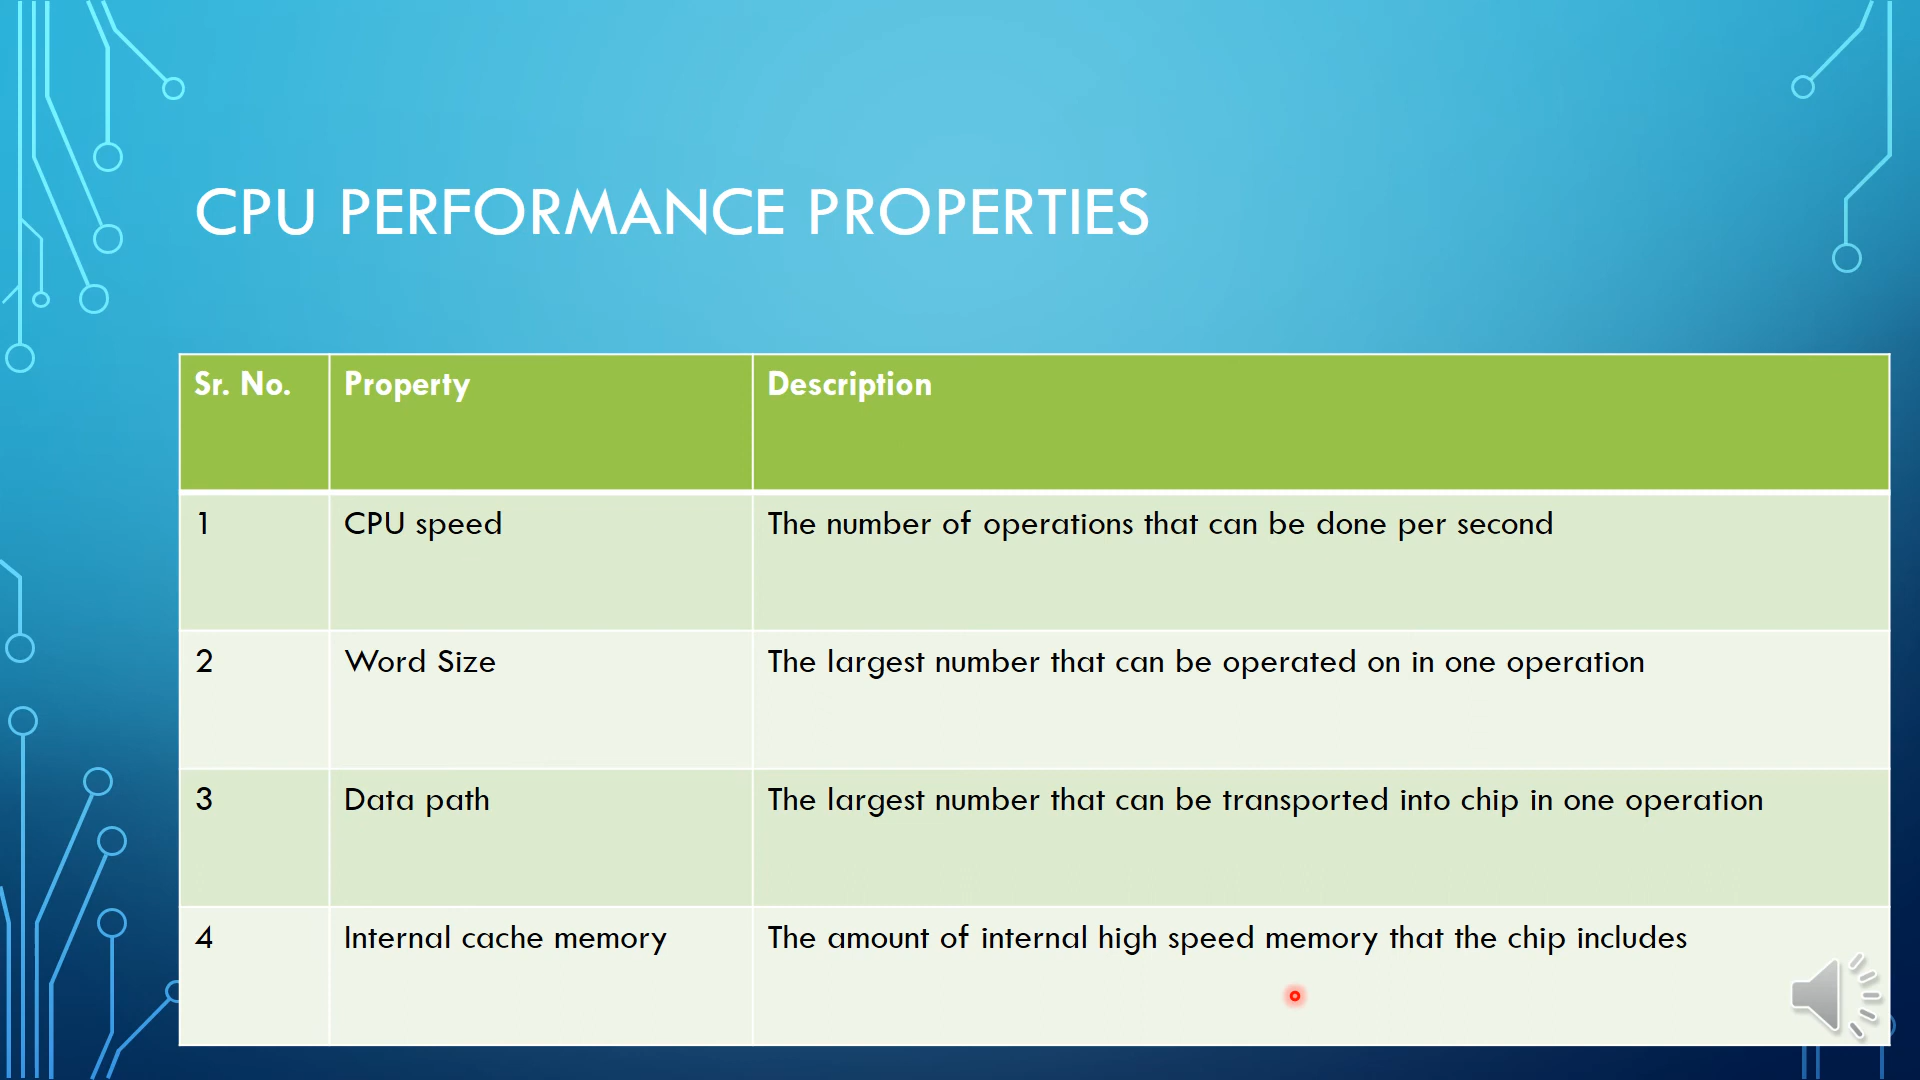 CPU PERFORMANCE PROPERTIES
Sr. No. Property Description
1 CPU speed The number of operations that can be done per second
2 Word Size The largest number that can be operated on in one operation
3 Data path The largest number that can be transported into chip in one operation
4 Internal cache memory The amount of internal high speed memory that the chip includes